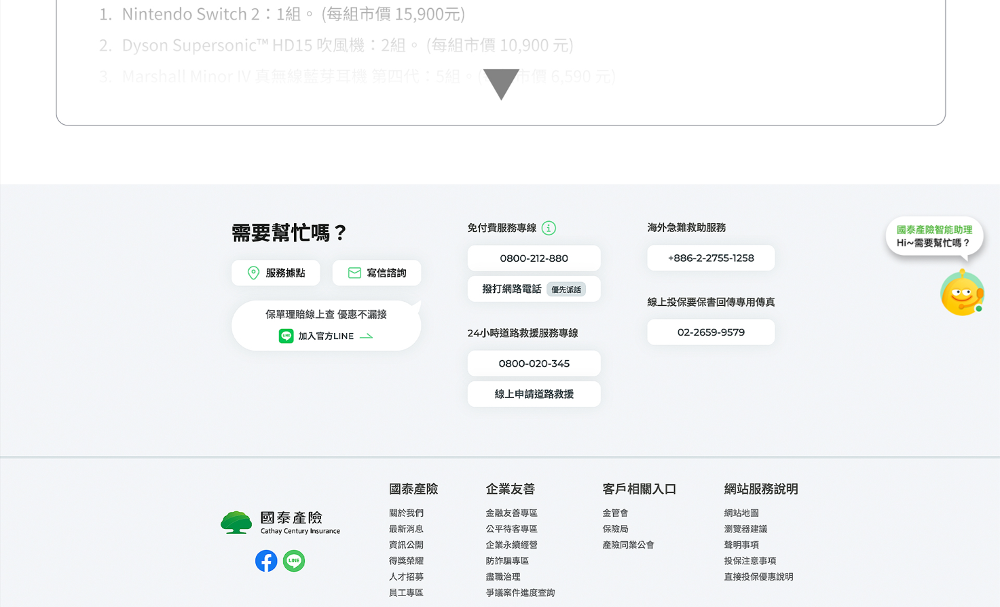 1. Nintendo Switch 2：1組。 (每組市價 15,900元)
2. Dyson Supersonic™ HD15 吹風機：2組。 (每組市價 10,900 元)
3. Marshall Minor IV 真無線藍芽耳機 第四代：5組。(市價 6,590 元)
需要幫忙嗎？
服務據點
寫信諮詢
保單理賠線上查 優惠不漏接
LINE 加入官方LINE
免付費服務專線
0800-212-880
撥打網路電話 優先派話
24小時道路救援服務專線
0800-020-345
線上申請道路救援
海外急難救助服務
+886-2-2755-1258
線上投保要保書回傳專用傳真
02-2659-9579
國泰產險智能助理
Hi~需要幫忙嗎？
國泰產險
Cathay Century Insurance
LINE
國泰產險
關於我們
最新消息
資訊公開
得獎榮耀
人才招募
員工專區
企業友善
金融友善專區
公平待客專區
企業永續經營
防詐騙專區
盡職治理
爭議案件進度查詢
客戶相關入口
金管會
保險局
產險同業公會
網站服務說明
網站地圖
瀏覽器建議
聲明事項
投保注意事項
直接投保優惠說明